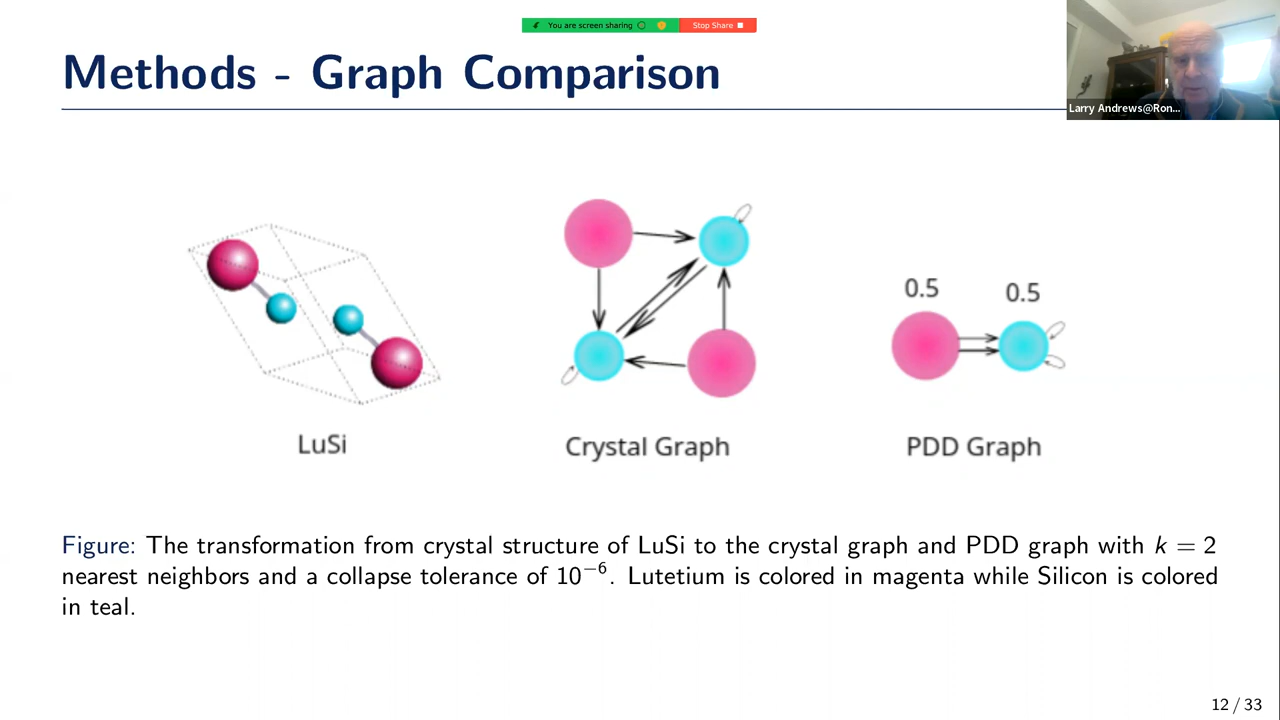 You are screen sharing
Stop Share
Methods - Graph Comparison
Larry Andrews@Ron...
0.5
0.5
LuSi
Crystal Graph
PDD Graph
Figure: The transformation from crystal structure of LuSi to the crystal graph and PDD graph with k = 2
nearest neighbors and a collapse tolerance of 10⁻⁶. Lutetium is colored in magenta while Silicon is colored
in teal.
12 / 33